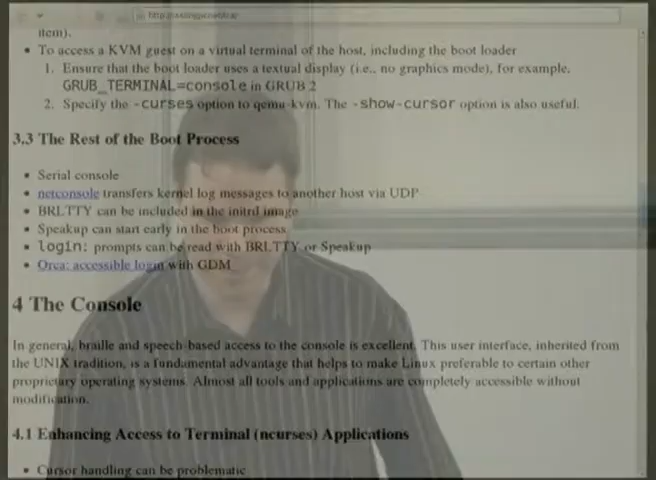 item).
• To access a KVM guest on a virtual terminal of the host, including the boot loader
1. Ensure that the boot loader uses a textual display (i.e., no graphics mode), for example,
GRUB_TERMINAL=console in GRUB 2
2. Specify the -curses option to qemu-kvm. The -show-cursor option is also useful.
3.3 The Rest of the Boot Process
• Serial console
• netconsole transfers kernel log messages to another host via UDP
• BRLTTY can be included in the initrd image
• Speakup can start early in the boot process
• login: prompts can be read with BRLTTY or Speakup
• Orca: accessible login with GDM
4 The Console
In general, braille and speech-based access to the console is excellent. This user interface, inherited from
the UNIX tradition, is a fundamental advantage that helps to make Linux preferable to certain other
proprietary operating systems. Almost all tools and applications are completely accessible without
modification.
4.1 Enhancing Access to Terminal (ncurses) Applications
• Cursor handling can be problematic